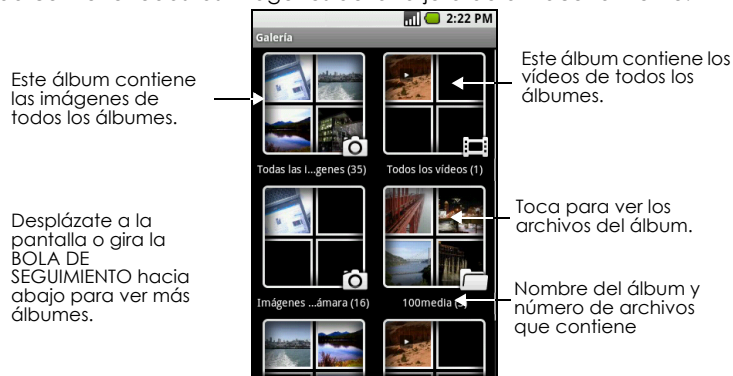 2:22 PM
Galería
Este álbum contiene
las imágenes de
todos los álbumes.
Este álbum contiene los
vídeos de todos los
álbumes.
Todas las i...genes (35)
Todos los vídeos (1)
Desplázate a la
pantalla o gira la
BOLA DE
SEGUIMIENTO hacia
abajo para ver más
álbumes.
Toca para ver los
archivos del álbum.
Imágenes ...ámara (16)
100media
Nombre del álbum y
número de archivos
que contiene